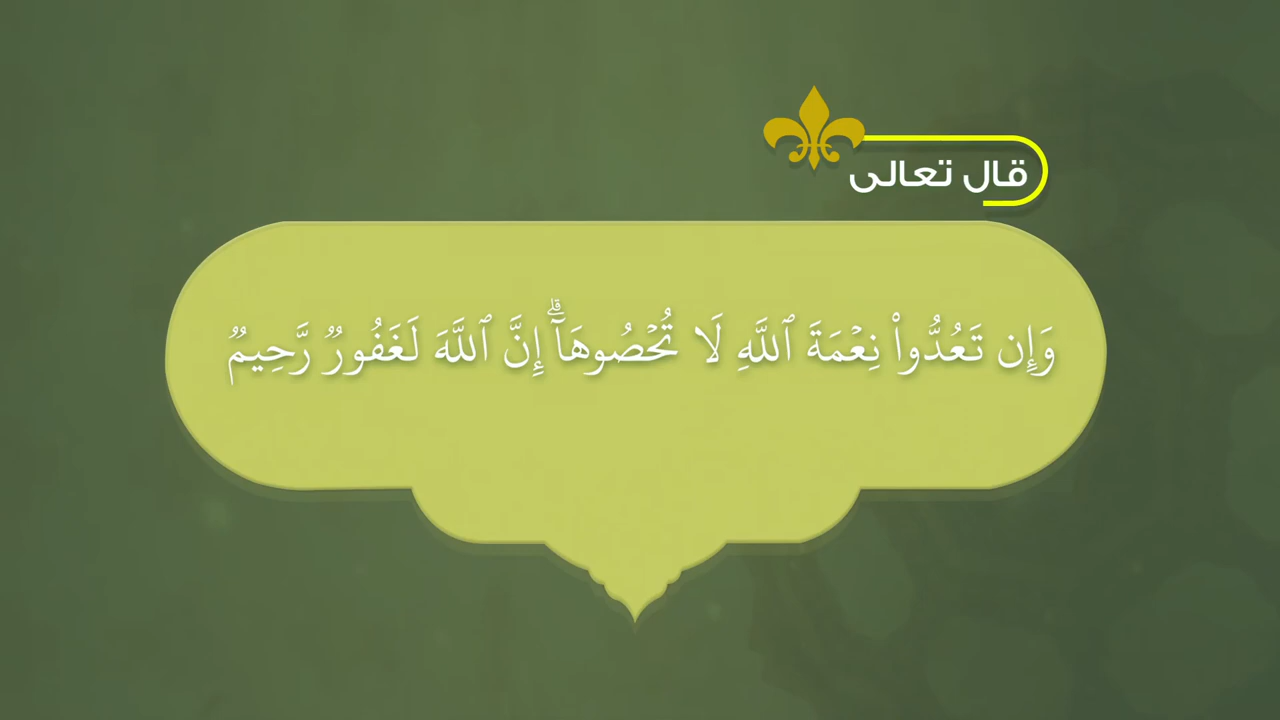 قال تعالى
وَإِن تَعُدُّوا۟ نِعْمَةَ ٱللَّهِ لَا تُحْصُوهَآ ۗ إِنَّ ٱللَّهَ لَغَفُورٌ رَّحِيمٌ